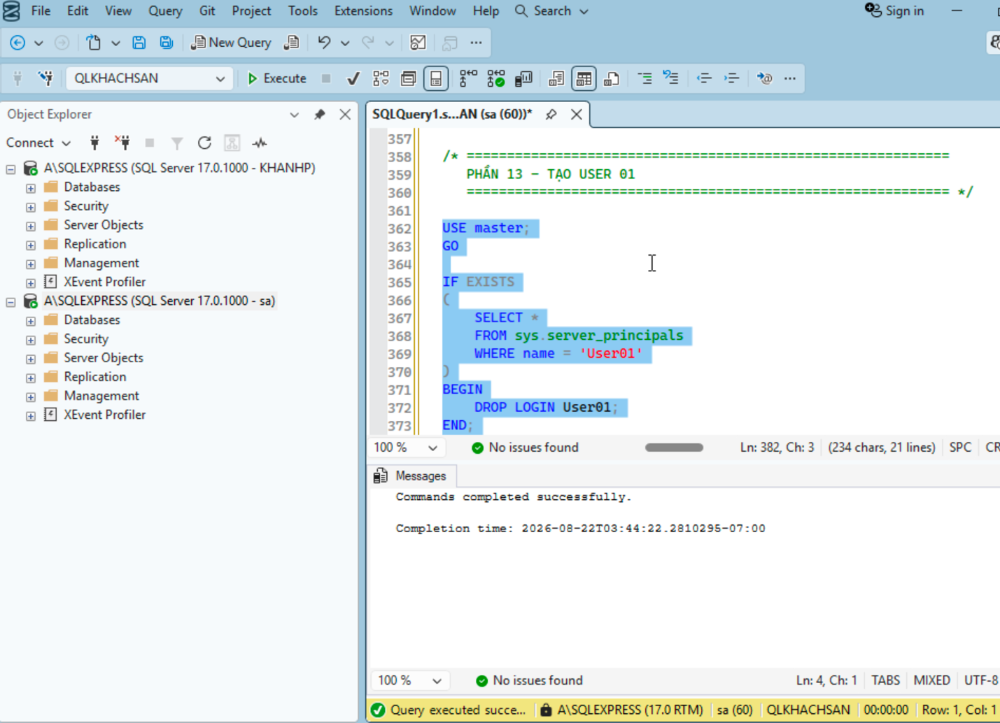 File Edit View Query Git Project Tools Extensions Window Help Search Sign in
New Query
QLKHACHSAN Execute
Object Explorer
Connect
A\SQLEXPRESS (SQL Server 17.0.1000 - KHANHP)
Databases
Security
Server Objects
Replication
Management
XEvent Profiler
A\SQLEXPRESS (SQL Server 17.0.1000 - sa)
Databases
Security
Server Objects
Replication
Management
XEvent Profiler
SQLQuery1.s...AN (sa (60))*
357
358 /* ============================================================
359 PHẦN 13 - TẠO USER 01
360 ============================================================ */
361
362 USE master;
363 GO
364
365 IF EXISTS
366 (
367 SELECT *
368 FROM sys.server_principals
369 WHERE name = 'User01'
370 )
371 BEGIN
372 DROP LOGIN User01;
373 END;
100 % No issues found Ln: 382, Ch: 3 (234 chars, 21 lines) SPC CR
Messages
Commands completed successfully.
Completion time: 2026-08-22T03:44:22.2810295-07:00
100 % No issues found Ln: 4, Ch: 1 TABS MIXED UTF-8
Query executed succe... A\SQLEXPRESS (17.0 RTM) sa (60) QLKHACHSAN 00:00:00 Row: 1, Col: 1